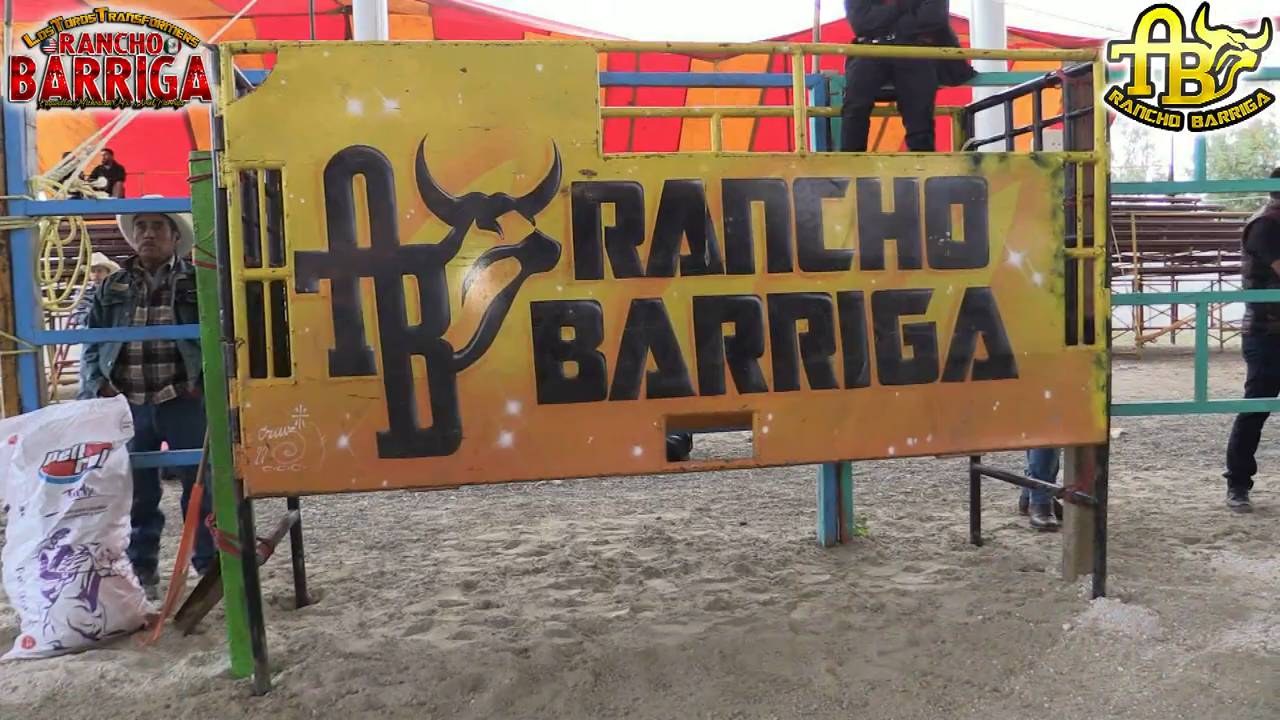 Los Toros Transformers
RANCHO
BARRIGA
AB
RANCHO BARRIGA
AB
RANCHO
BARRIGA